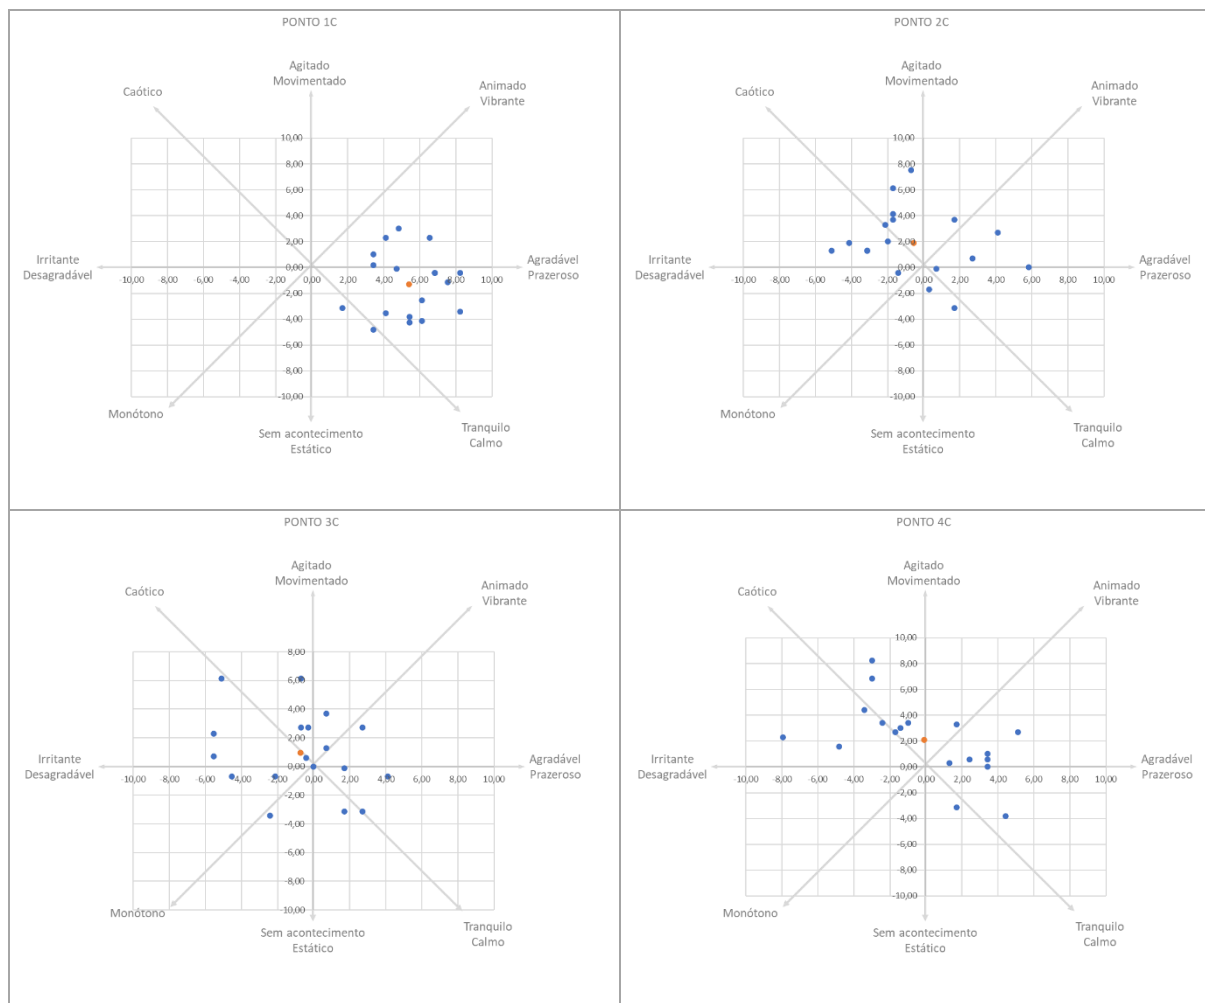 PONTO 1C
Agitado
Movimentado
Caótico
Animado
Vibrante
10,00
8,00
6,00
4,00
2,00
0,00
Irritante
Desagradável
Agradável
Prazeroso
-10,00 -8,00 -6,00 -4,00 -2,00 0,00 2,00 4,00 6,00 8,00 10,00
-2,00
-4,00
-6,00
-8,00
-10,00
Monótono
Sem acontecimento
Estático
Tranquilo
Calmo
PONTO 2C
Agitado
Movimentado
Caótico
Animado
Vibrante
10,00
8,00
6,00
4,00
2,00
0,00
Irritante
Desagradável
Agradável
Prazeroso
-10,00 -8,00 -6,00 -4,00 -2,00 0,00 2,00 4,00 6,00 8,00 10,00
-2,00
-4,00
-6,00
-8,00
-10,00
Monótono
Sem acontecimento
Estático
Tranquilo
Calmo
PONTO 3C
Agitado
Movimentado
Caótico
Animado
Vibrante
8,00
6,00
4,00
2,00
0,00
Irritante
Desagradável
Agradável
Prazeroso
-10,00 -8,00 -6,00 -4,00 -2,00 0,00 2,00 4,00 6,00 8,00 10,00
-2,00
-4,00
-6,00
-8,00
-10,00
Monótono
Sem acontecimento
Estático
Tranquilo
Calmo
PONTO 4C
Agitado
Movimentado
Caótico
Animado
Vibrante
10,00
8,00
6,00
4,00
2,00
0,00
Irritante
Desagradável
Agradável
Prazeroso
-10,00 -8,00 -6,00 -4,00 -2,00 0,00 2,00 4,00 6,00 8,00 10,00
-2,00
-4,00
-6,00
-8,00
-10,00
Monótono
Sem acontecimento
Estático
Tranquilo
Calmo